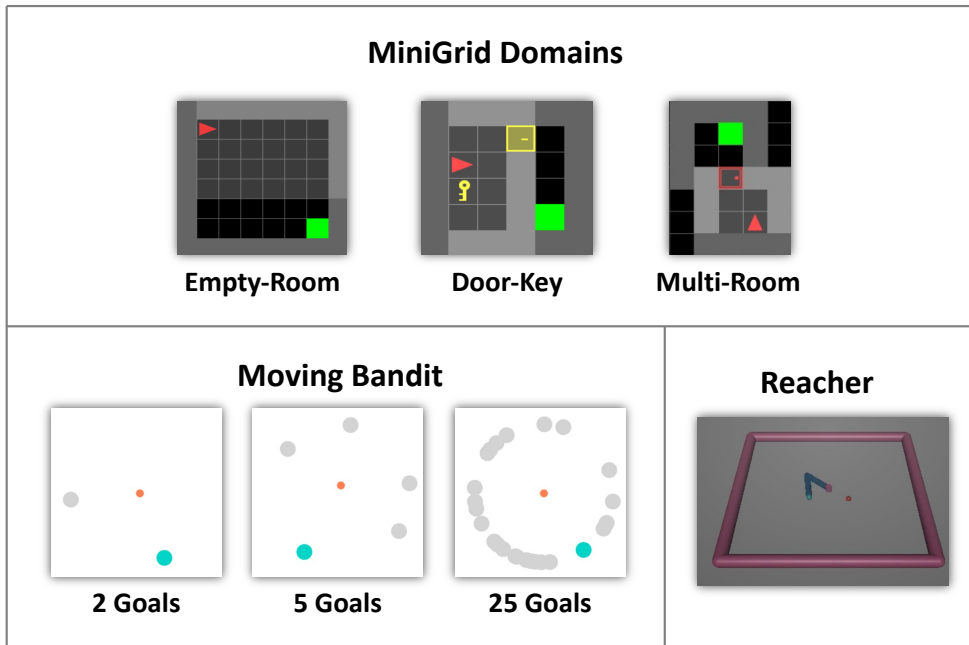 MiniGrid Domains
Empty-Room
Door-Key
Multi-Room
Moving Bandit
2 Goals
5 Goals
25 Goals
Reacher